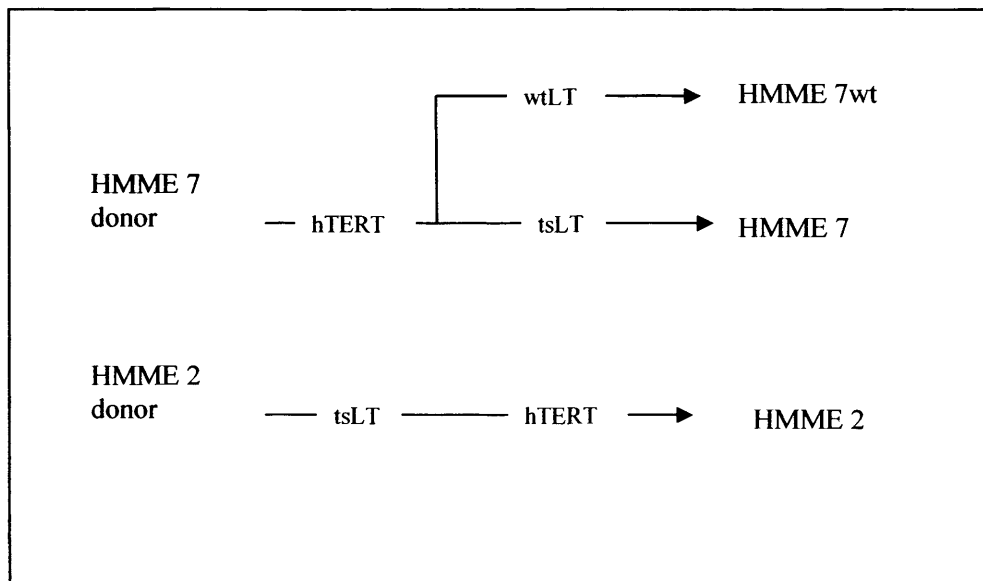 wtLT HMME 7wt
HMME 7
donor
hTERT tsLT HMME 7
HMME 2
donor
tsLT hTERT HMME 2